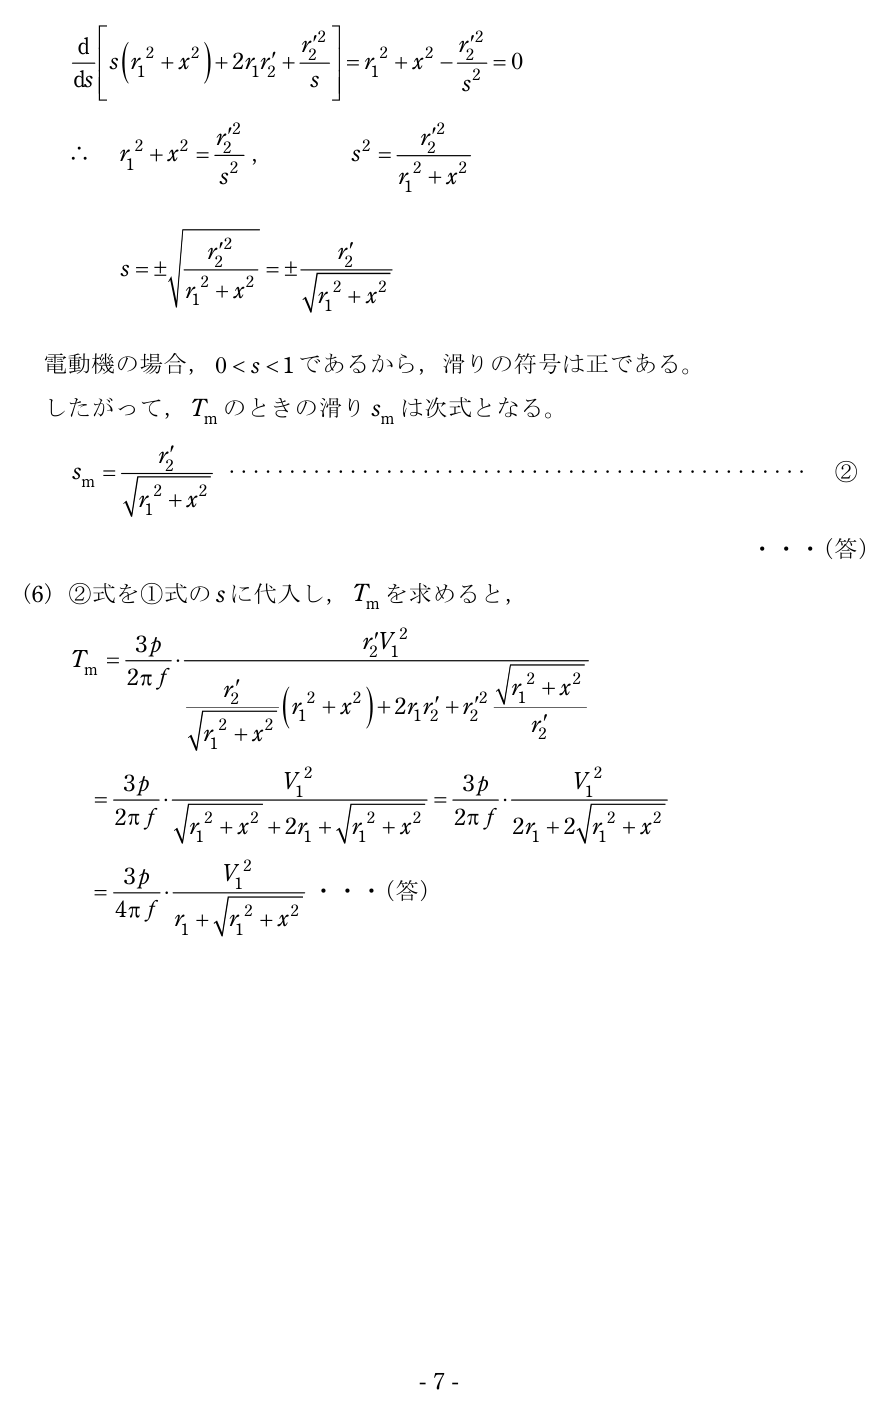 d/ds[s(r₁² + x²) + 2r₁r₂′ + r₂′²/s] = r₁² + x² − r₂′²/s² = 0
∴ r₁² + x² = r₂′²/s² , s² = r₂′²/(r₁² + x²)
s = ±√(r₂′²/(r₁² + x²)) = ± r₂′/√(r₁² + x²)
電動機の場合，0 < s < 1であるから，滑りの符号は正である。
したがって， Tₘ のときの滑り sₘ は次式となる。
sₘ = r₂′/√(r₁² + x²) ················································ ②
・・・（答）
(6) ②式を①式の s に代入し， Tₘ を求めると，
Tₘ = 3p/(2π f) · r₂′V₁²/(r₂′/√(r₁² + x²) (r₁² + x²) + 2r₁r₂′ + r₂′² √(r₁² + x²)/r₂′)
= 3p/(2π f) · V₁²/(√(r₁² + x²) + 2r₁ + √(r₁² + x²)) = 3p/(2π f) · V₁²/(2r₁ + 2√(r₁² + x²))
= 3p/(4π f) · V₁²/(r₁ + √(r₁² + x²)) ・・・（答）
- 7 -